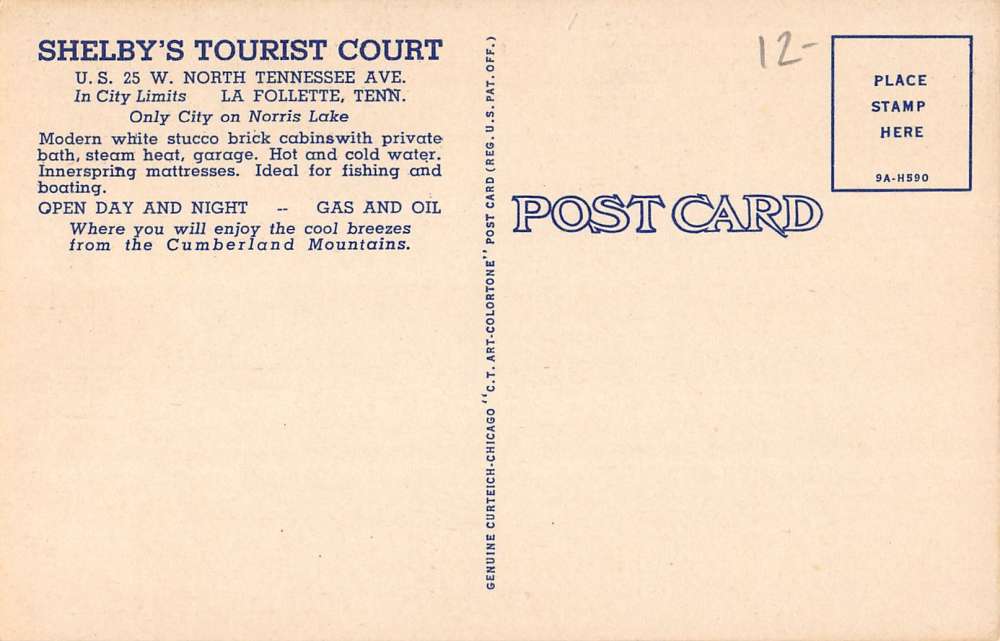 SHELBY'S TOURIST COURT
U. S. 25 W. NORTH TENNESSEE AVE.
In City Limits LA FOLLETTE, TENN.
Only City on Norris Lake
Modern white stucco brick cabinswith private
bath, steam heat, garage. Hot and cold water.
Innerspring mattresses. Ideal for fishing and
boating.
OPEN DAY AND NIGHT -- GAS AND OIL
Where you will enjoy the cool breezes
from the Cumberland Mountains.
GENUINE CURTEICH-CHICAGO "C.T. ART-COLORTONE" POST CARD (REG. U.S. PAT. OFF.)
12-
POST CARD
PLACE
STAMP
HERE
9A-H590